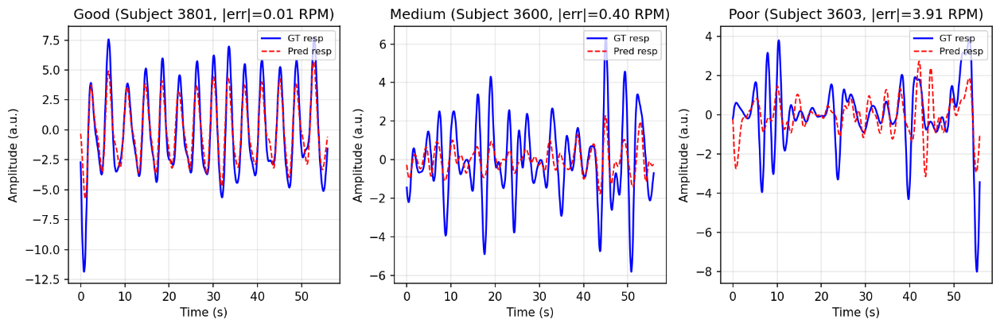 Good (Subject 3801, |err|=0.01 RPM)
GT resp
Pred resp
7.5
5.0
2.5
0.0
−2.5
−5.0
−7.5
−10.0
−12.5
Amplitude (a.u.)
0 10 20 30 40 50
Time (s)
Medium (Subject 3600, |err|=0.40 RPM)
GT resp
Pred resp
6
4
2
0
−2
−4
−6
Amplitude (a.u.)
0 10 20 30 40 50
Time (s)
Poor (Subject 3603, |err|=3.91 RPM)
GT resp
Pred resp
4
2
0
−2
−4
−6
−8
Amplitude (a.u.)
0 10 20 30 40 50
Time (s)